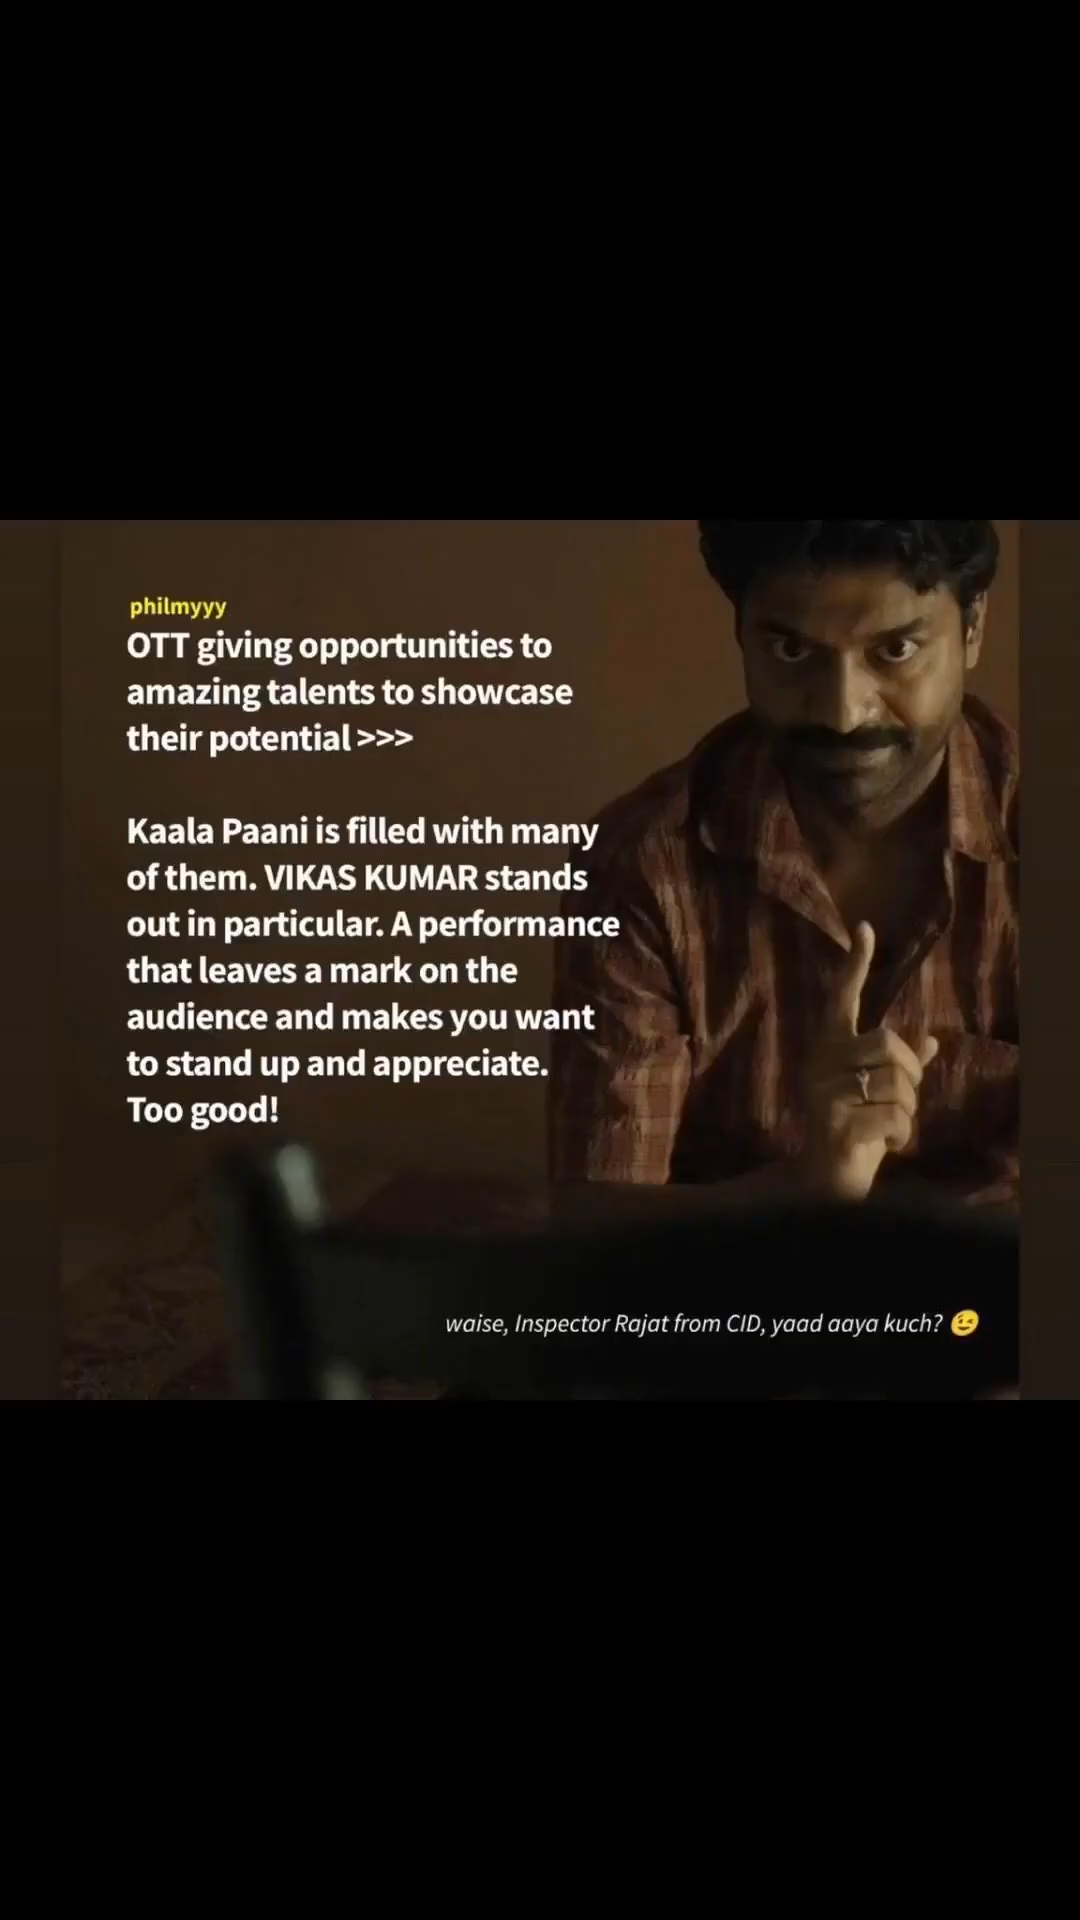 philmyyy
OTT giving opportunities to
amazing talents to showcase
their potential >>>
Kaala Paani is filled with many
of them. VIKAS KUMAR stands
out in particular. A performance
that leaves a mark on the
audience and makes you want
to stand up and appreciate.
Too good!
waise, Inspector Rajat from CID, yaad aaya kuch? 😉